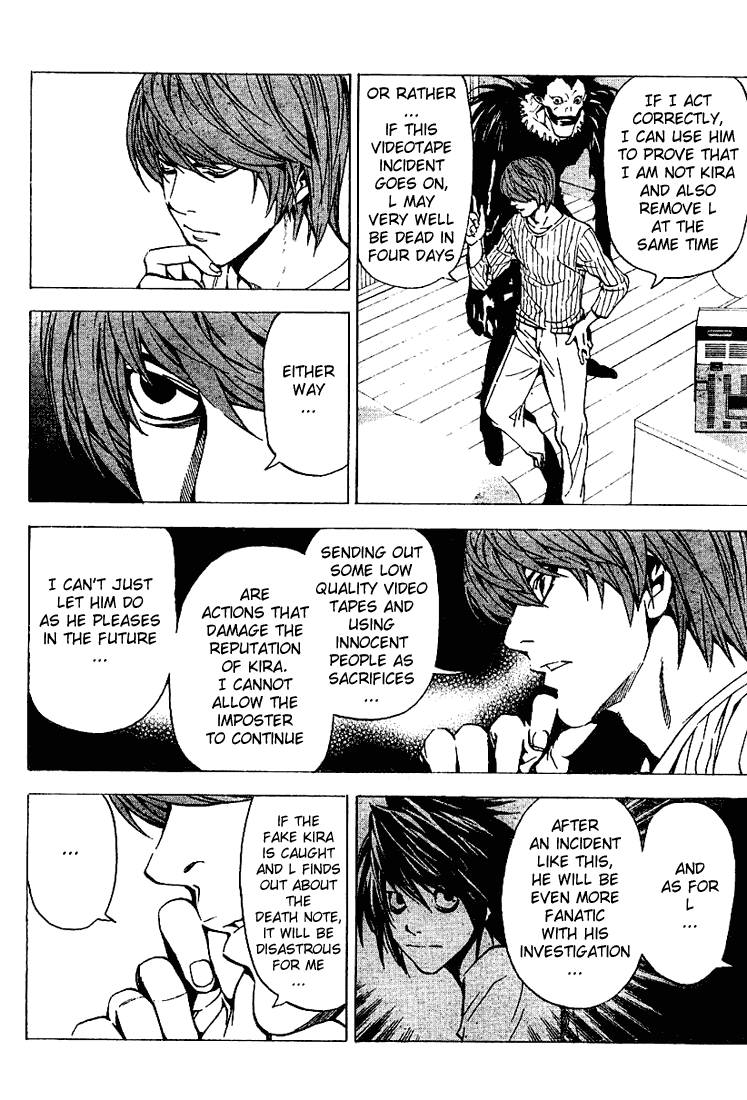 IF I ACT
CORRECTLY,
I CAN USE HIM
TO PROVE THAT
I AM NOT KIRA
AND ALSO
REMOVE L
AT THE
SAME TIME
OR RATHER
...
IF THIS
VIDEOTAPE
INCIDENT
GOES ON,
L MAY
VERY WELL
BE DEAD IN
FOUR DAYS
EITHER
WAY
...
SENDING OUT
SOME LOW
QUALITY VIDEO
TAPES AND
USING
INNOCENT
PEOPLE AS
SACRIFICES
...
ARE
ACTIONS THAT
DAMAGE THE
REPUTATION
OF KIRA.
I CANNOT
ALLOW THE
IMPOSTER
TO CONTINUE
I CAN'T JUST
LET HIM DO
AS HE PLEASES
IN THE FUTURE
...
AND
AS FOR
L
...
AFTER
AN INCIDENT
LIKE THIS,
HE WILL BE
EVEN MORE
FANATIC
WITH HIS
INVESTIGATION
...
IF THE
FAKE KIRA
IS CAUGHT
AND L FINDS
OUT ABOUT
THE
DEATH NOTE,
IT WILL BE
DISASTROUS
FOR ME
...
...